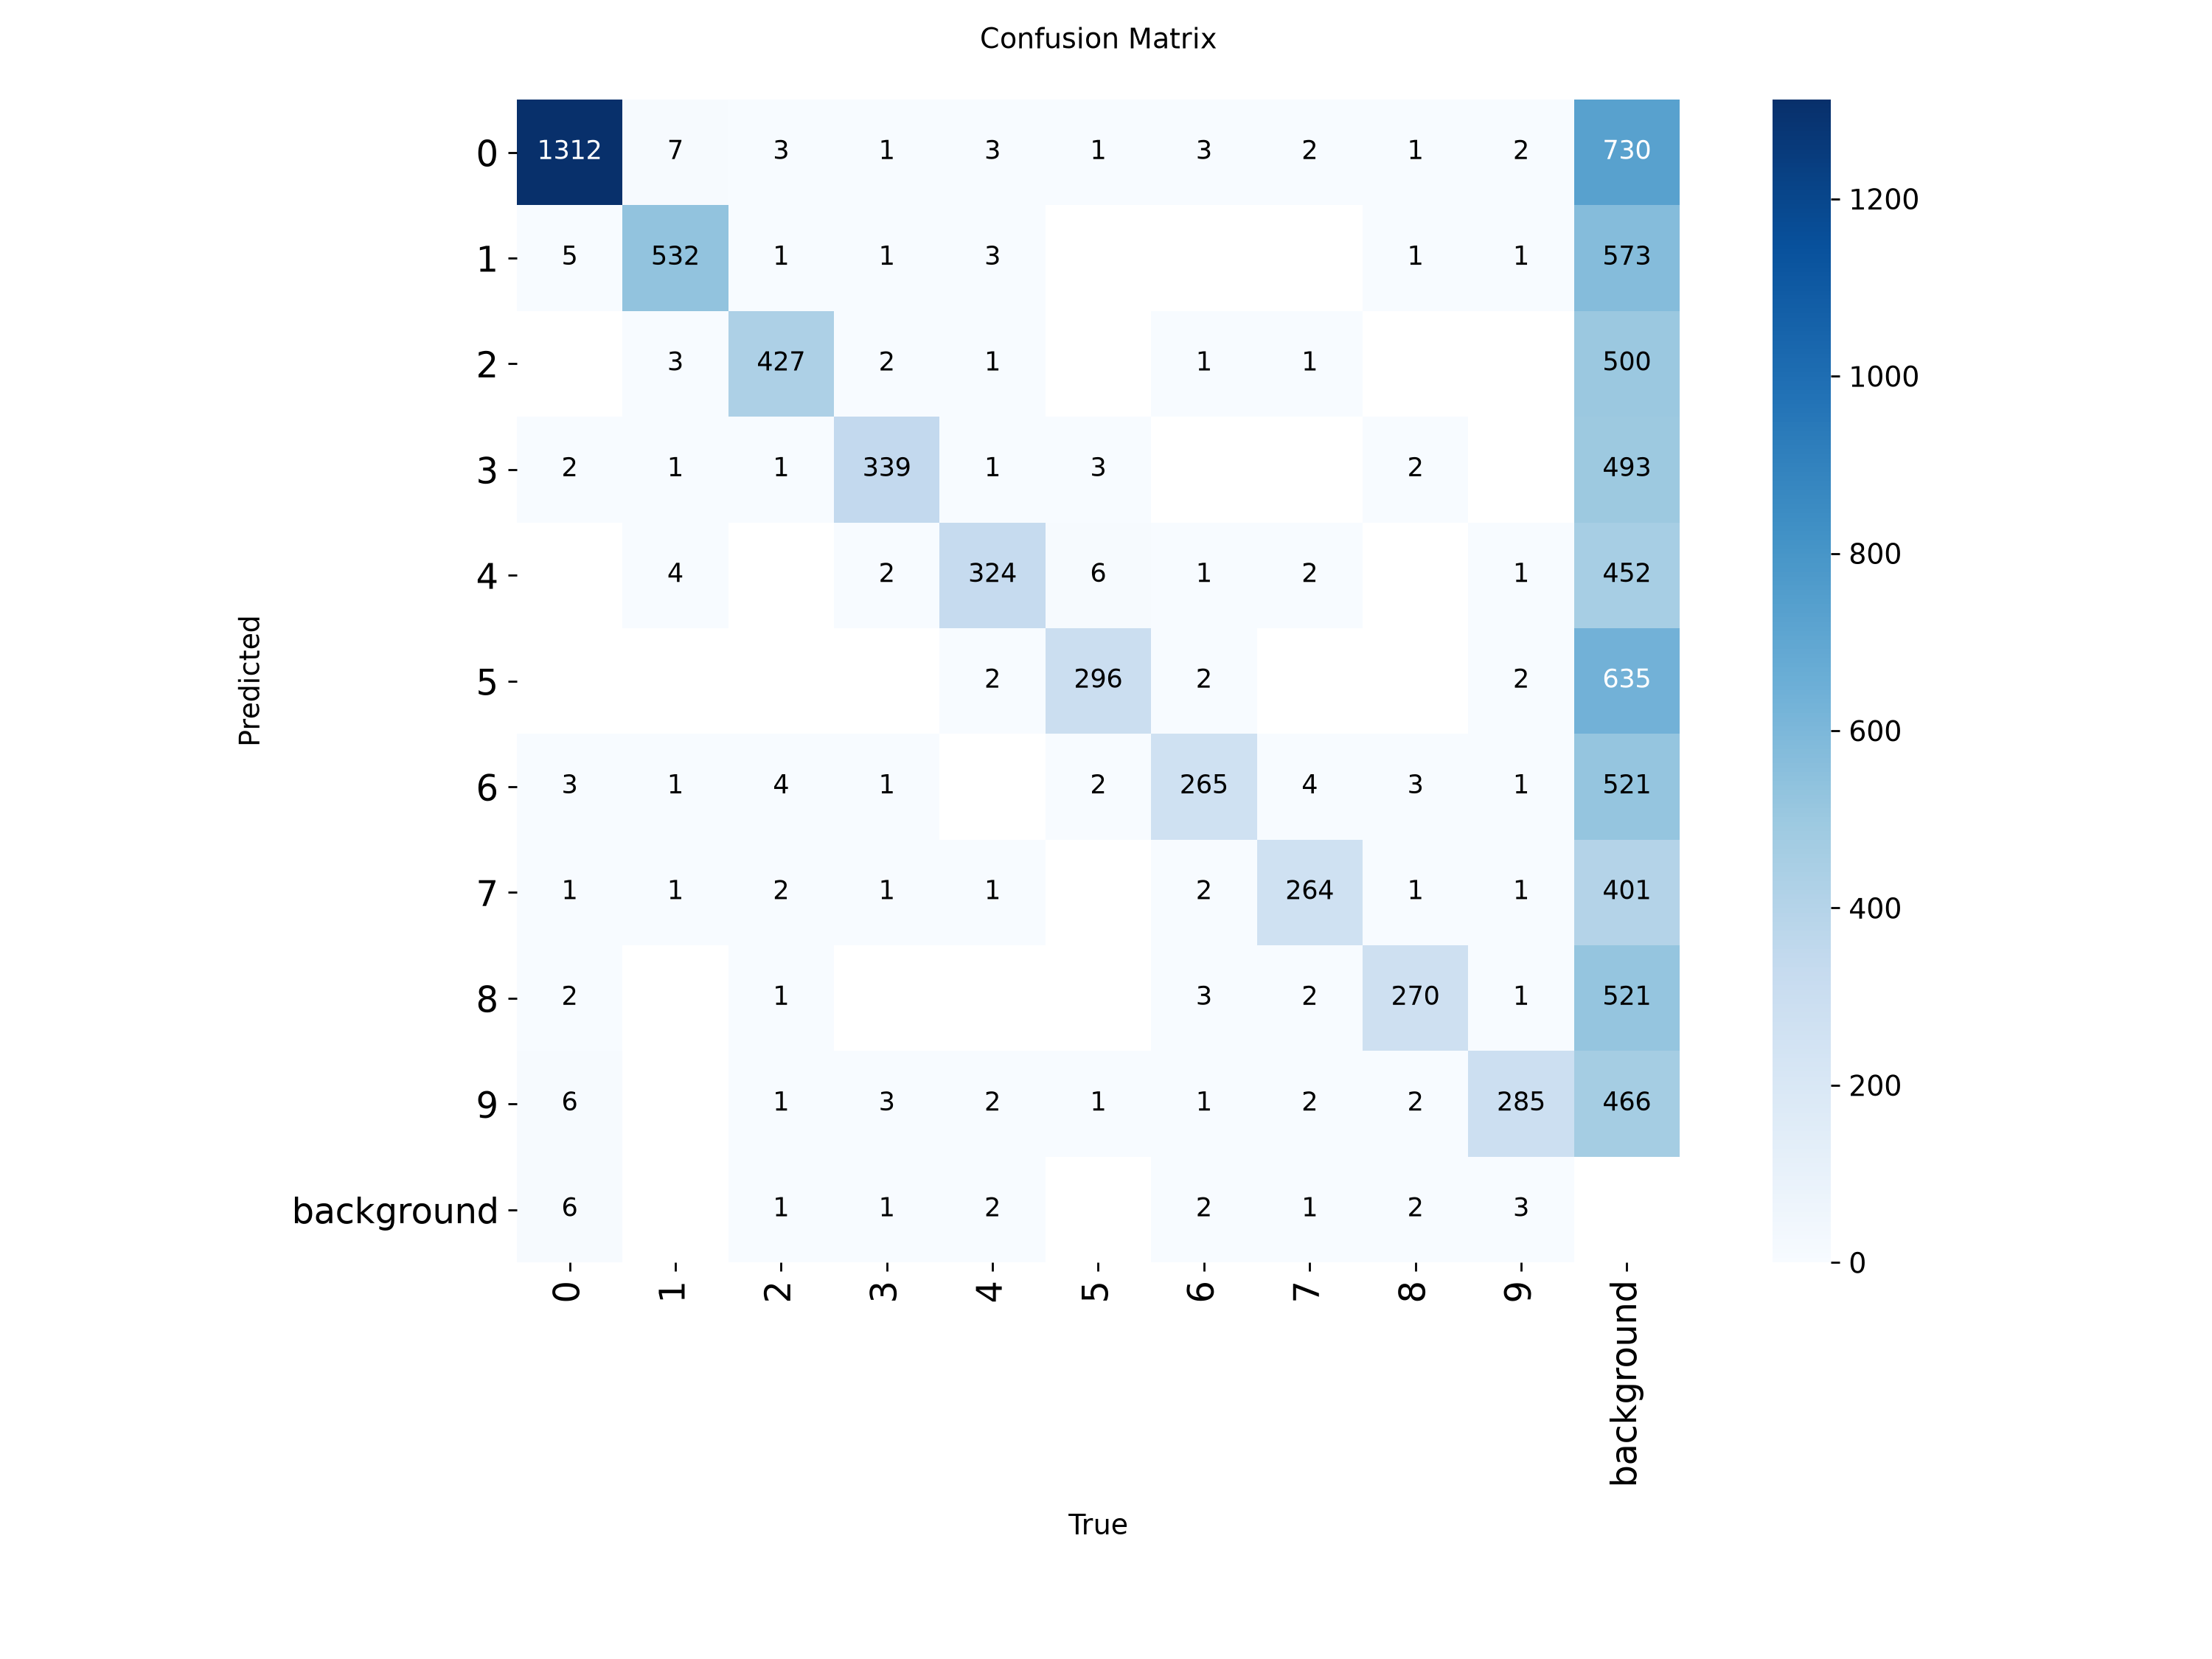 Confusion Matrix
0 1312 7 3 1 3 1 3 2 1 2 730
1 5 532 1 1 3 1 1 573
2 3 427 2 1 1 1 500
3 2 1 1 339 1 3 2 493
4 4 2 324 6 1 2 1 452
5 2 296 2 2 635
6 3 1 4 1 2 265 4 3 1 521
7 1 1 2 1 1 2 264 1 1 401
8 2 1 3 2 270 1 521
9 6 1 3 2 1 1 2 2 285 466
background 6 1 1 2 2 1 2 3
0 1 2 3 4 5 6 7 8 9 background
Predicted
True
1200
1000
800
600
400
200
0